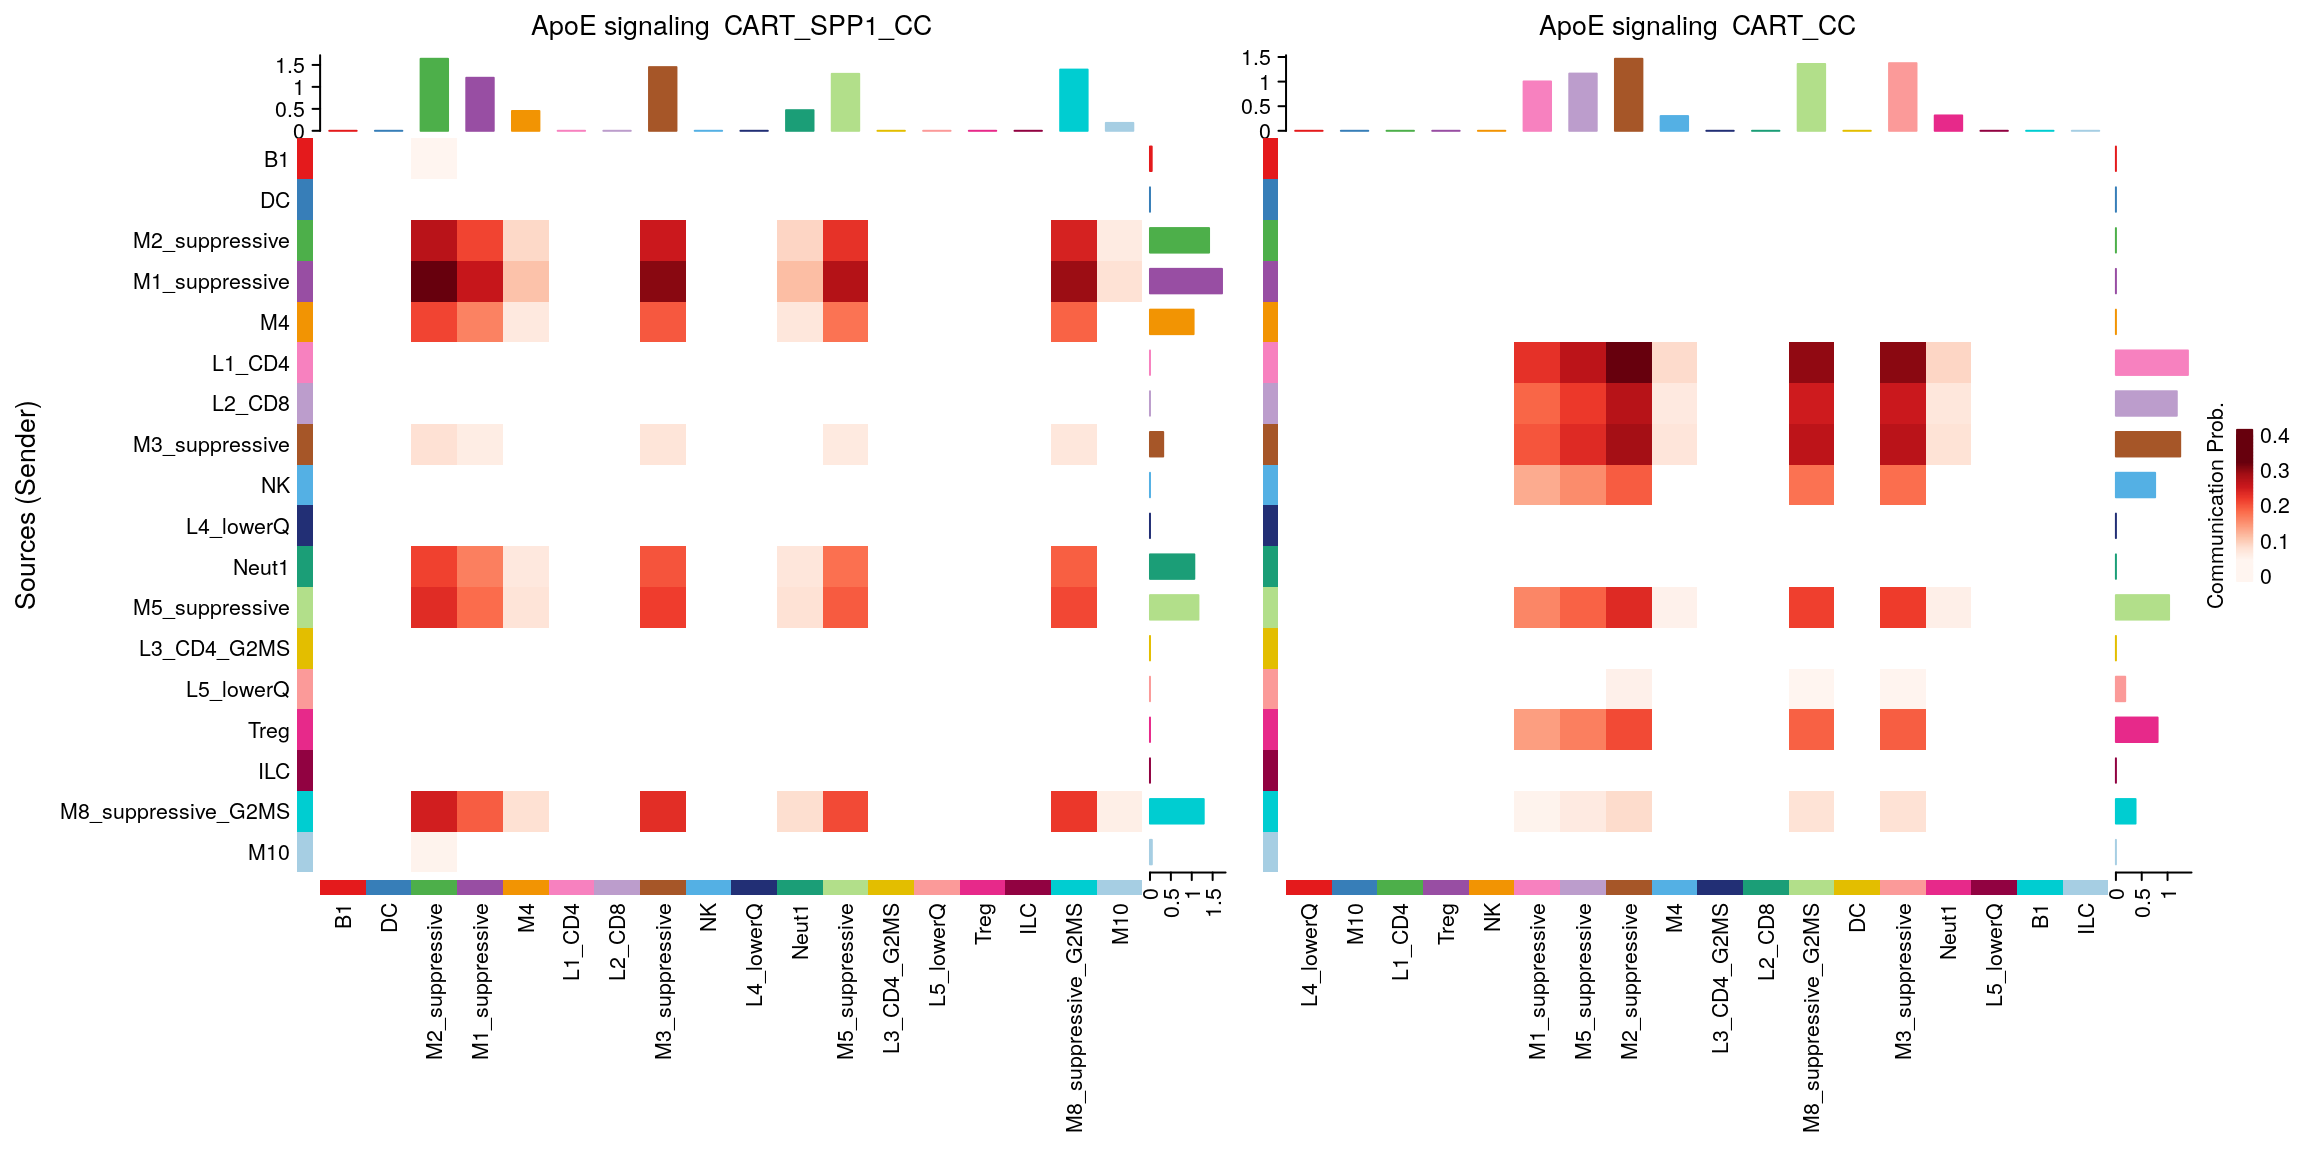 ApoE signaling  CART_SPP1_CC
ApoE signaling  CART_CC
1.5
1
0.5
0
1.5
1
0.5
0
Sources (Sender)
B1
DC
M2_suppressive
M1_suppressive
M4
L1_CD4
L2_CD8
M3_suppressive
NK
L4_lowerQ
Neut1
M5_suppressive
L3_CD4_G2MS
L5_lowerQ
Treg
ILC
M8_suppressive_G2MS
M10
0
0.5
1
1.5
0
0.5
1
B1
DC
M2_suppressive
M1_suppressive
M4
L1_CD4
L2_CD8
M3_suppressive
NK
L4_lowerQ
Neut1
M5_suppressive
L3_CD4_G2MS
L5_lowerQ
Treg
ILC
M8_suppressive_G2MS
M10
L4_lowerQ
M10
L1_CD4
Treg
NK
M1_suppressive
M5_suppressive
M2_suppressive
M4
L3_CD4_G2MS
L2_CD8
M8_suppressive_G2MS
DC
M3_suppressive
Neut1
L5_lowerQ
B1
ILC
Communication Prob.
0.4
0.3
0.2
0.1
0